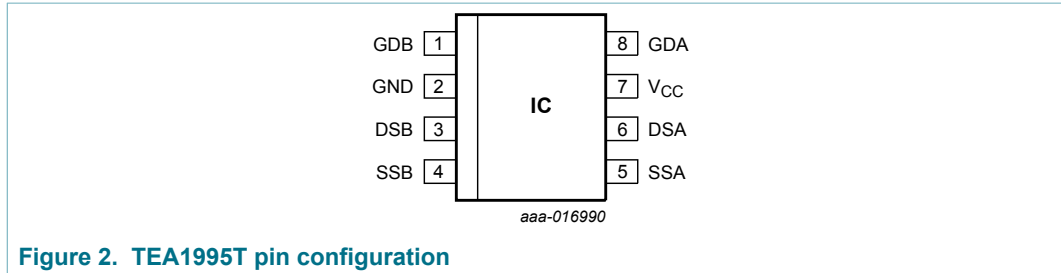 GDB 1
8 GDA
GND 2
7 VCC
IC
DSB 3
6 DSA
SSB 4
5 SSA
aaa-016990
Figure 2. TEA1995T pin configuration